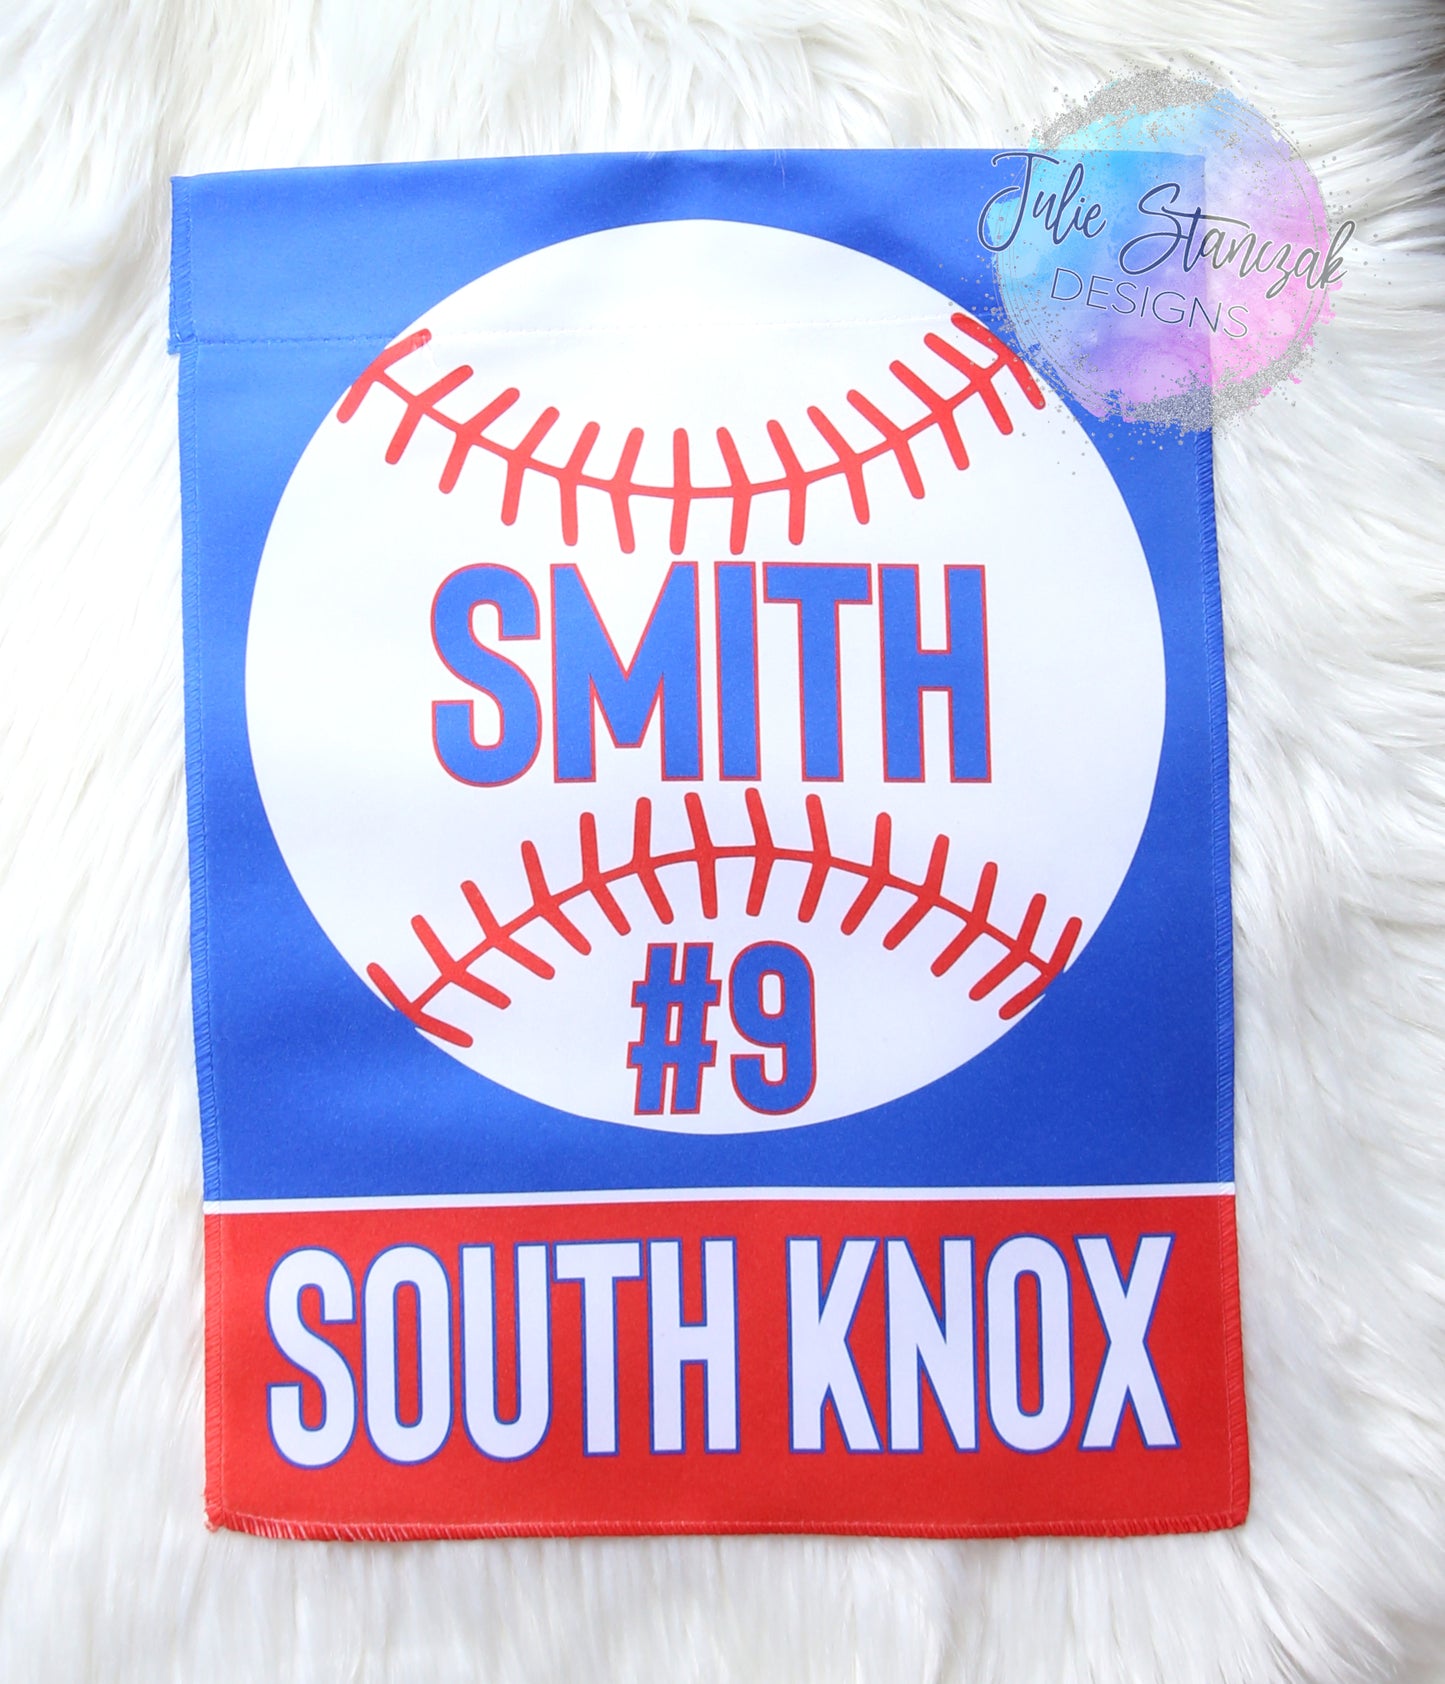 Julie Stanczak
DESIGNS
SMITH
#9
SOUTH KNOX